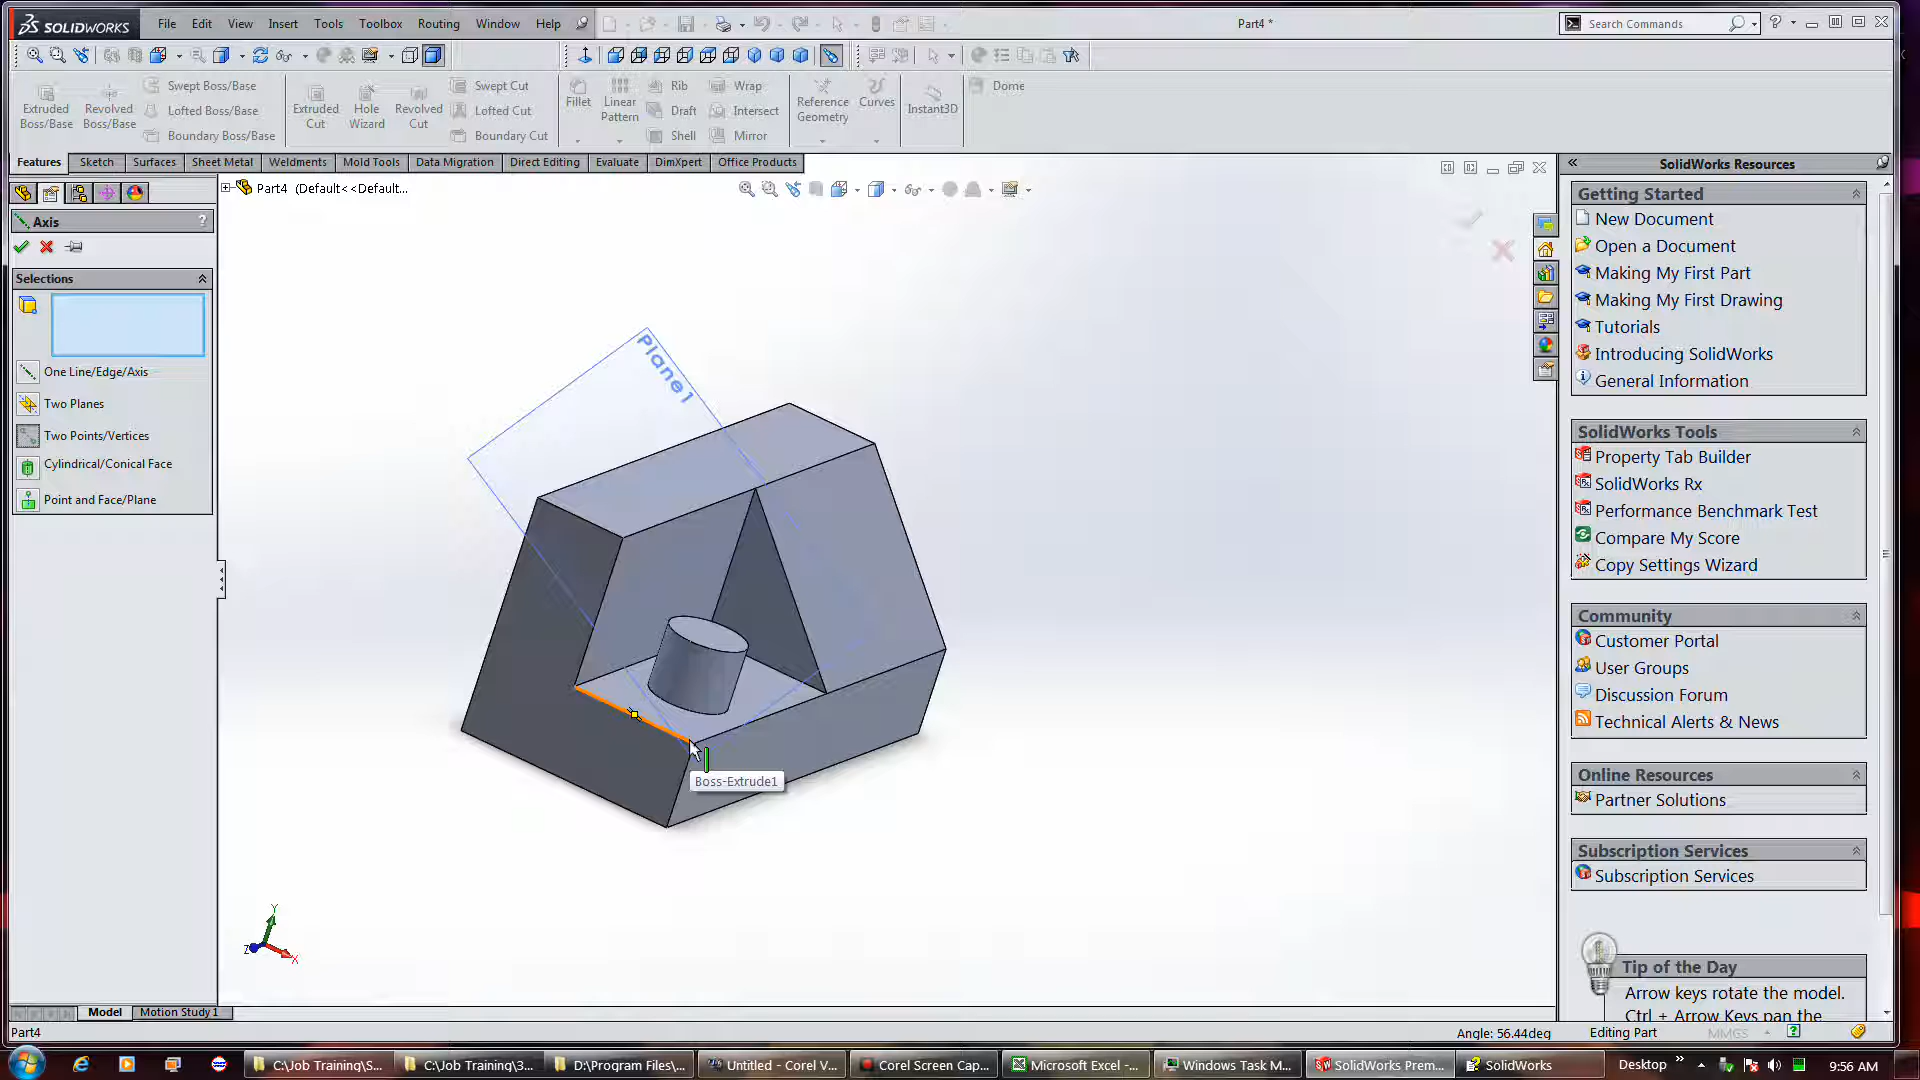 SOLIDWORKS File Edit View Insert Tools Toolbox Routing Window Help Part4 * Search Commands
Extruded Boss/Base
Revolved Boss/Base
Swept Boss/Base
Lofted Boss/Base
Boundary Boss/Base
Extruded Cut
Hole Wizard
Revolved Cut
Swept Cut
Lofted Cut
Boundary Cut
Fillet
Linear Pattern
Rib
Draft
Shell
Wrap
Intersect
Mirror
Reference Geometry
Curves
Instant3D
Dome
Features Sketch Surfaces Sheet Metal Weldments Mold Tools Data Migration Direct Editing Evaluate DimXpert Office Products
Part4 (Default<<Default...
Axis ?
Selections
One Line/Edge/Axis
Two Planes
Two Points/Vertices
Cylindrical/Conical Face
Point and Face/Plane
Plane1
Boss-Extrude1
Y
Z
X
SolidWorks Resources
Getting Started
New Document
Open a Document
Making My First Part
Making My First Drawing
Tutorials
Introducing SolidWorks
General Information
SolidWorks Tools
Property Tab Builder
SolidWorks Rx
Performance Benchmark Test
Compare My Score
Copy Settings Wizard
Community
Customer Portal
User Groups
Discussion Forum
Technical Alerts & News
Online Resources
Partner Solutions
Subscription Services
Subscription Services
Tip of the Day
Arrow keys rotate the model.
Ctrl + Arrow Keys pan the
Model Motion Study 1
Part4 Angle: 56.44deg Editing Part MMGS
C:\Job Training\S... C:\Job Training\3... D:\Program Files\... Untitled - Corel V... Corel Screen Cap... Microsoft Excel -... Windows Task M... SolidWorks Prem... SolidWorks Desktop 9:56 AM